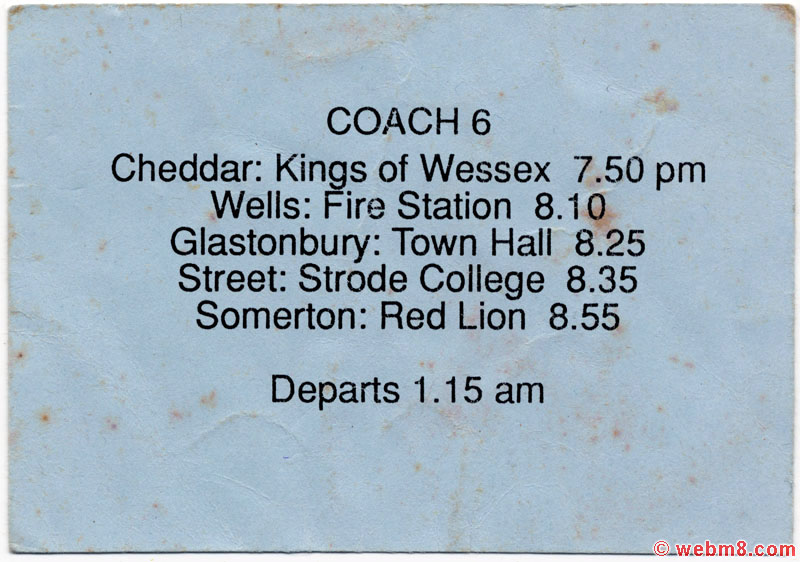 COACH 6
Cheddar: Kings of Wessex 7.50 pm
Wells: Fire Station 8.10
Glastonbury: Town Hall 8.25
Street: Strode College 8.35
Somerton: Red Lion 8.55
Departs 1.15 am
© webm8.com